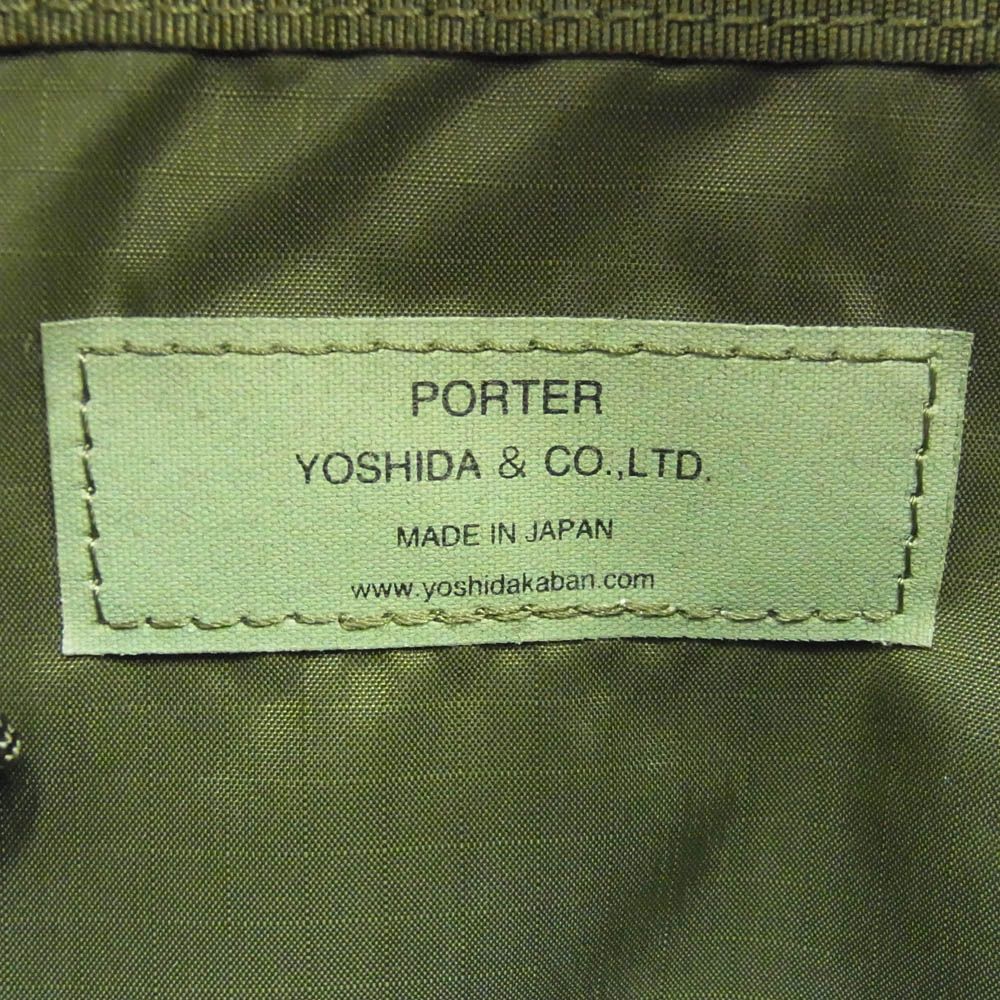 PORTER
YOSHIDA & CO.,LTD.
MADE IN JAPAN
www.yoshidakaban.com